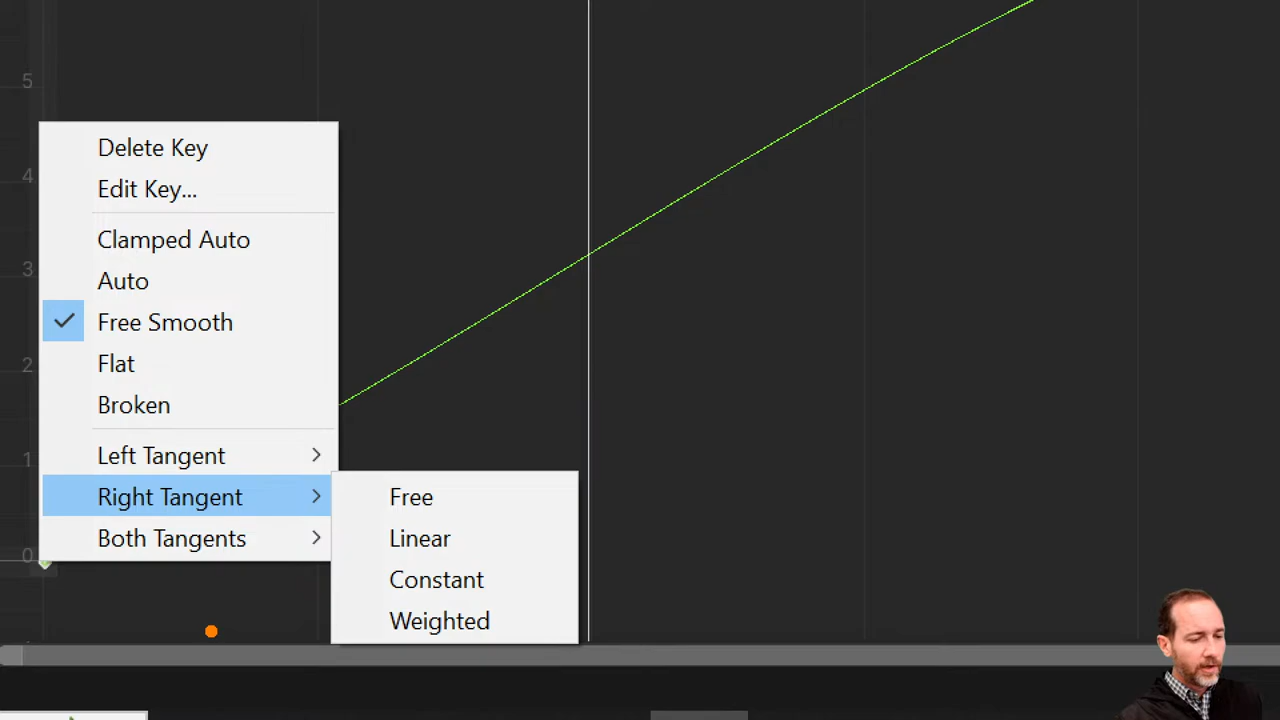 5
4
3
2
1
0
Delete Key
Edit Key...
Clamped Auto
Auto
Free Smooth
Flat
Broken
Left Tangent
Right Tangent
Both Tangents
Free
Linear
Constant
Weighted